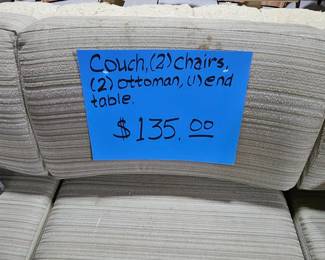 Couch, (2) chairs,
(2) ottoman, (1) end
table.
$135.00